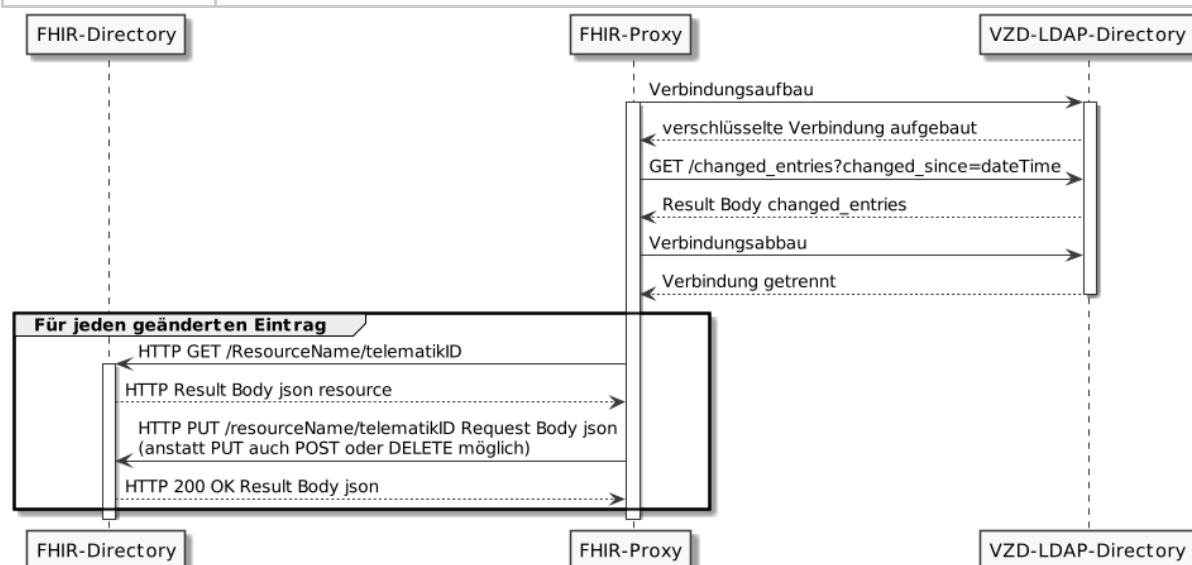 FHIR-Directory
FHIR-Proxy
VZD-LDAP-Directory
Verbindungsaufbau
verschlüsselte Verbindung aufgebaut
GET /changed_entries?changed_since=dateTime
Result Body changed_entries
Verbindungsabbau
Verbindung getrennt
Für jeden geänderten Eintrag
HTTP GET /ResourceName/telematikID
HTTP Result Body json resource
HTTP PUT /resourceName/telematikID Request Body json
(anstatt PUT auch POST oder DELETE möglich)
HTTP 200 OK Result Body json
FHIR-Directory
FHIR-Proxy
VZD-LDAP-Directory